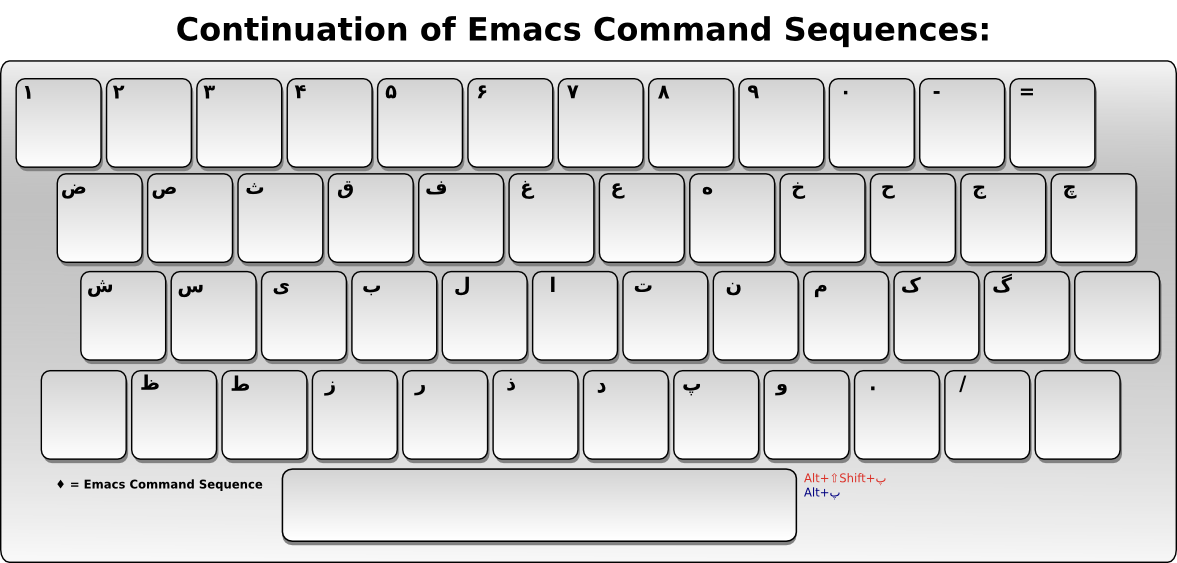 Continuation of Emacs Command Sequences:
۱ ۲ ۳ ۴ ۵ ۶ ۷ ۸ ۹ ۰ - =
ض ص ث ق ف غ ع ه خ ح ج چ
ش س ی ب ل ا ت ن م ک گ
ظ ط ز ر ذ د پ و . /
♦ = Emacs Command Sequence
Alt+⇧Shift+پ
Alt+پ